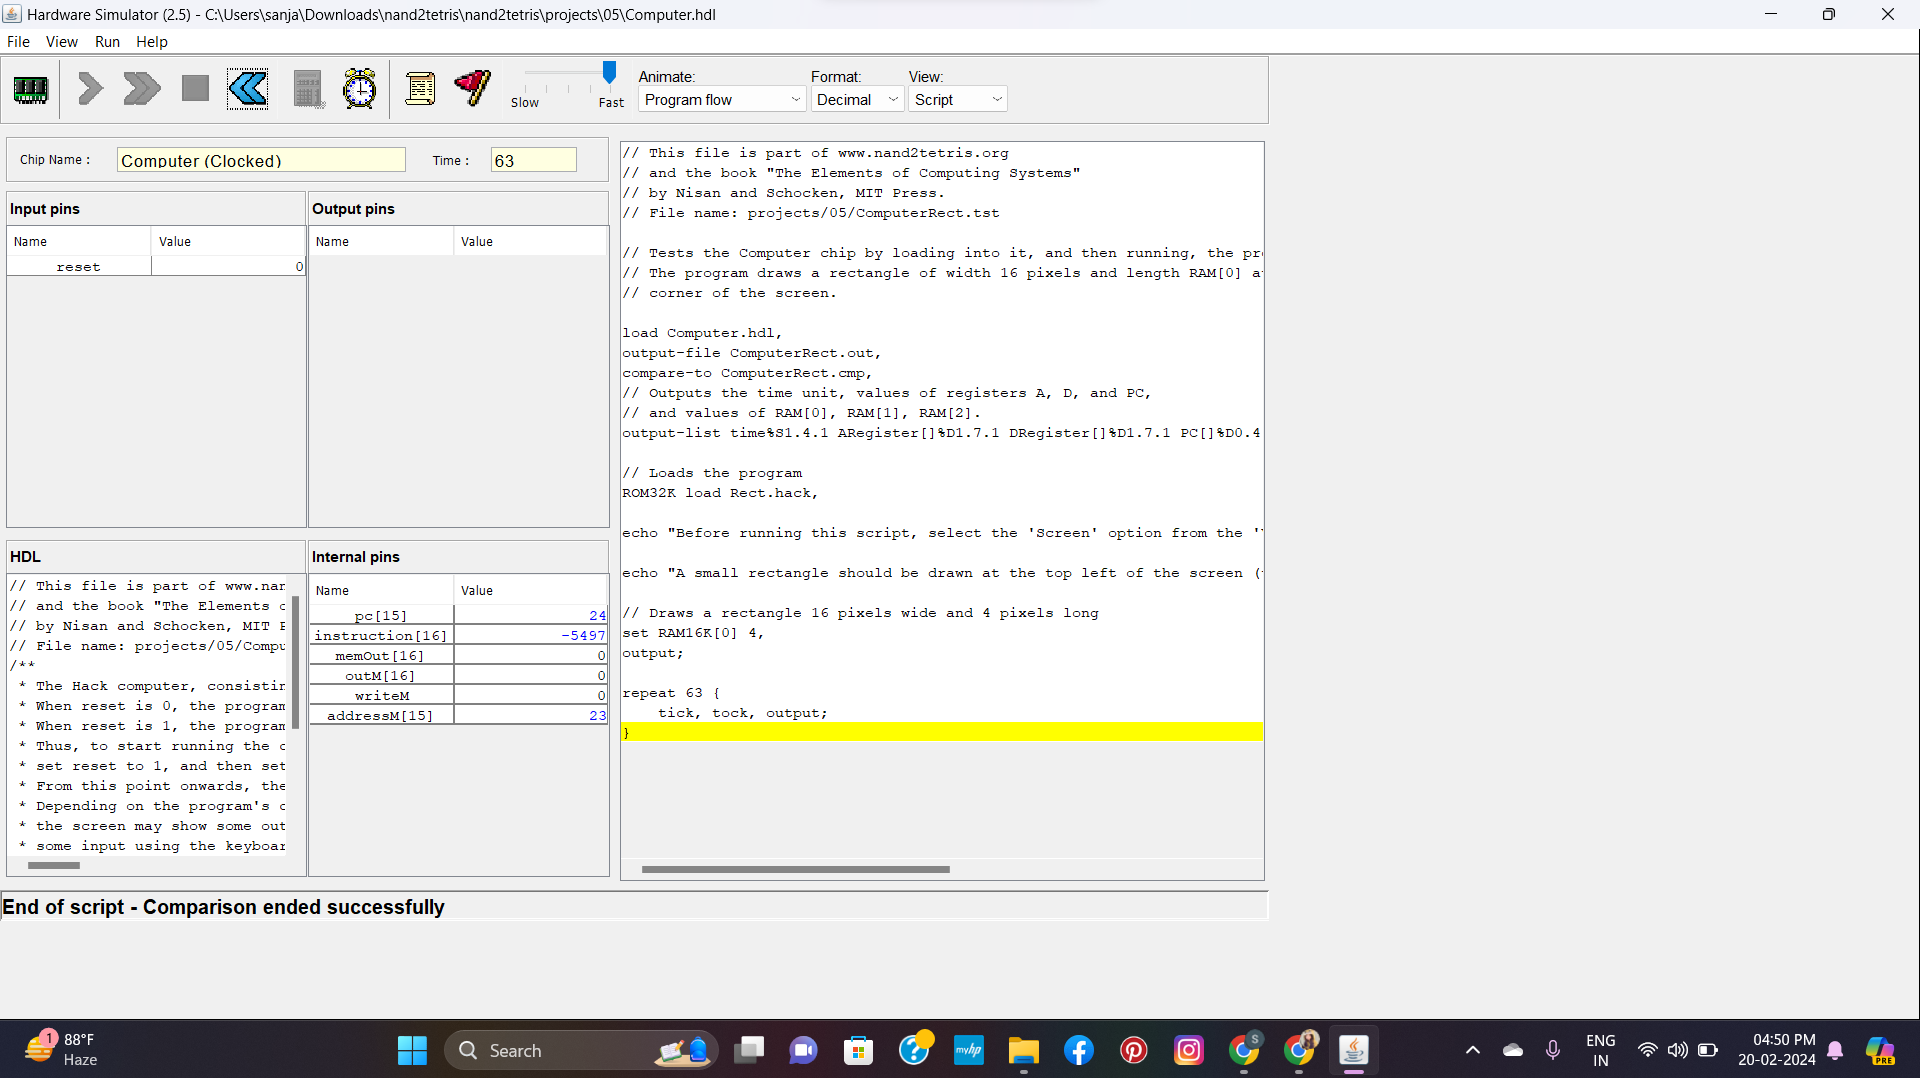 Hardware Simulator (2.5) - C:\Users\sanja\Downloads\nand2tetris\nand2tetris\projects\05\Computer.hdl
File View Run Help
Slow Fast
Animate: Format: View:
Program flow Decimal Script
Chip Name : Computer (Clocked) Time : 63
Input pins
Name Value
reset 0
Output pins
Name Value
HDL
// This file is part of www.nan
// and the book "The Elements o
// by Nisan and Schocken, MIT P
// File name: projects/05/Compu
/**
* The Hack computer, consistin
* When reset is 0, the program
* When reset is 1, the program
* Thus, to start running the c
* set reset to 1, and then set
* From this point onwards, the
* Depending on the program's c
* the screen may show some out
* some input using the keyboar
Internal pins
Name Value
pc[15] 24
instruction[16] -5497
memOut[16] 0
outM[16] 0
writeM 0
addressM[15] 23
// This file is part of www.nand2tetris.org
// and the book "The Elements of Computing Systems"
// by Nisan and Schocken, MIT Press.
// File name: projects/05/ComputerRect.tst
// Tests the Computer chip by loading into it, and then running, the pr
// The program draws a rectangle of width 16 pixels and length RAM[0] a
// corner of the screen.
load Computer.hdl,
output-file ComputerRect.out,
compare-to ComputerRect.cmp,
// Outputs the time unit, values of registers A, D, and PC,
// and values of RAM[0], RAM[1], RAM[2].
output-list time%S1.4.1 ARegister[]%D1.7.1 DRegister[]%D1.7.1 PC[]%D0.4
// Loads the program
ROM32K load Rect.hack,
echo "Before running this script, select the 'Screen' option from the '
echo "A small rectangle should be drawn at the top left of the screen (
// Draws a rectangle 16 pixels wide and 4 pixels long
set RAM16K[0] 4,
output;
repeat 63 {
tick, tock, output;
}
End of script - Comparison ended successfully
1
88°F
Haze
Search
myhp
S
ENG
IN
04:50 PM
20-02-2024
PRE